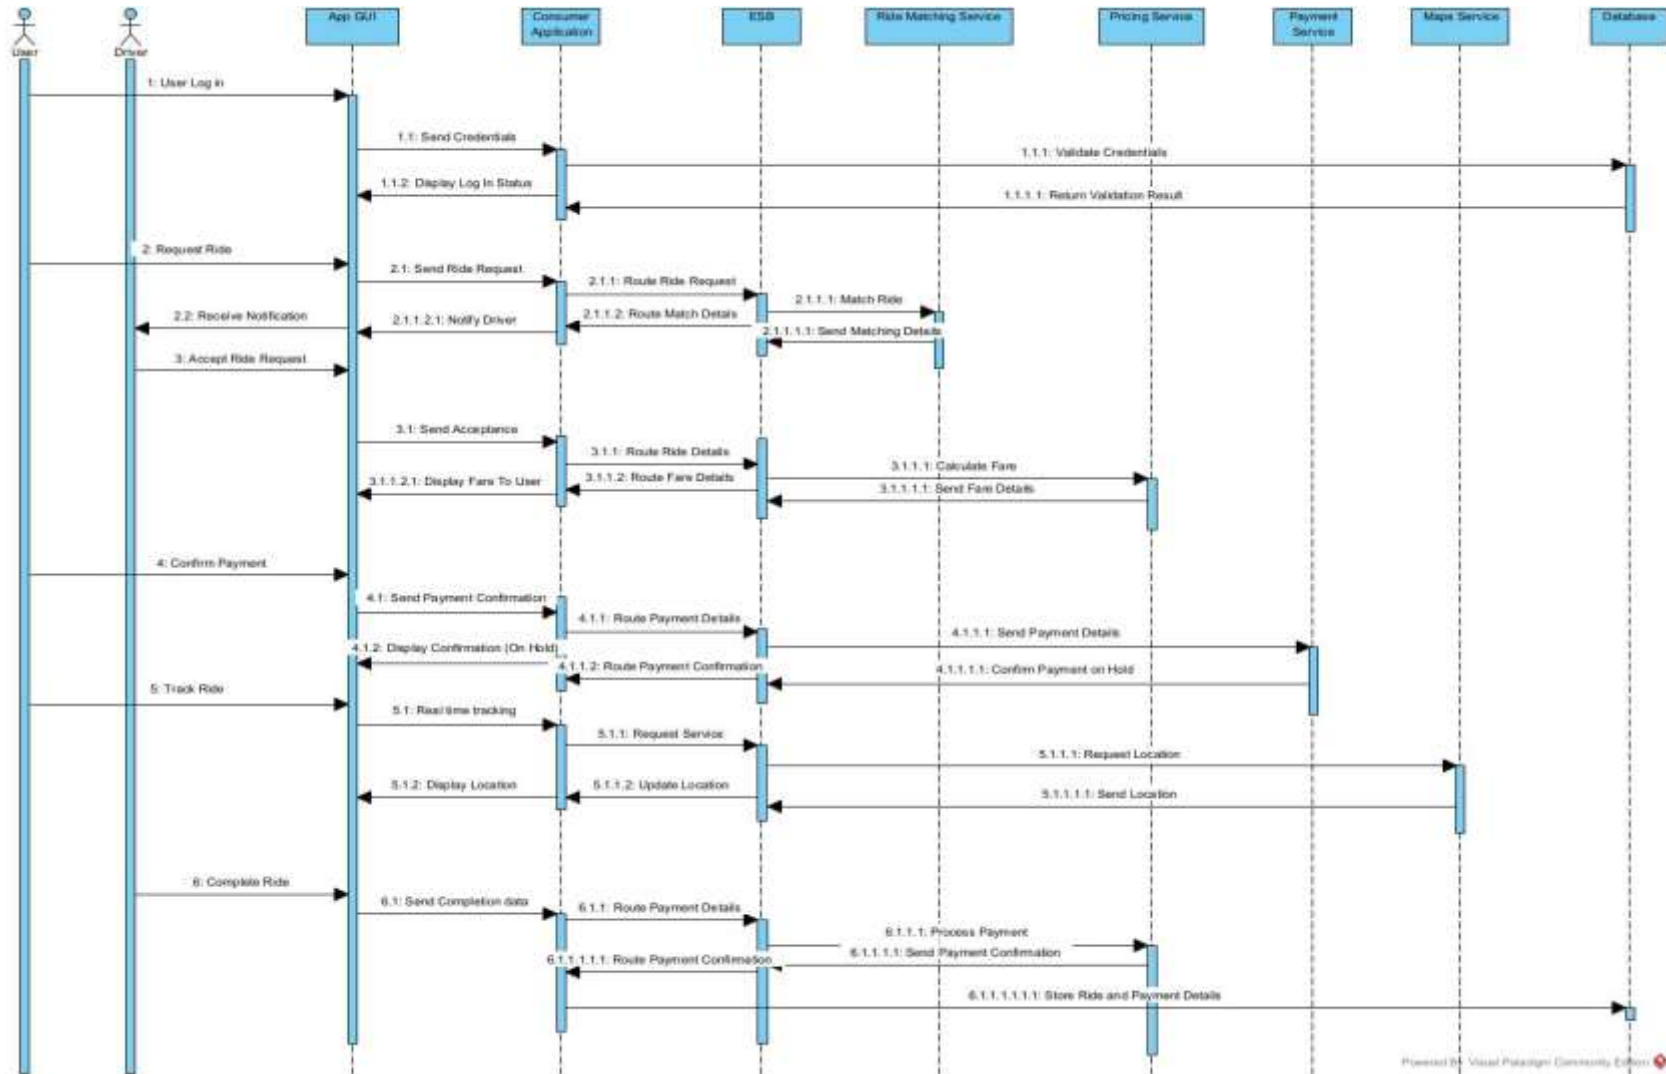 User
Driver
App GUI
Consumer
Application
ESB
Ride Matching Service
Pricing Service
Payment
Service
Maps Service
Database
1: User Log in
1.1: Send Credentials
1.1.1: Validate Credentials
1.1.2: Display Log In Status
1.1.1.1: Return Validation Result
2: Request Ride
2.1: Send Ride Request
2.1.1: Route Ride Request
2.1.1.1: Match Ride
2.2: Receive Notification
2.1.1.2.1: Notify Driver
2.1.1.2: Route Match Details
2.1.1.1.1: Send Matching Details
3: Accept Ride Request
3.1: Send Acceptance
3.1.1: Route Ride Details
3.1.1.1: Calculate Fare
3.1.1.2.1: Display Fare To User
3.1.1.2: Route Fare Details
3.1.1.1.1: Send Fare Details
4: Confirm Payment
4.1: Send Payment Confirmation
4.1.1: Route Payment Details
4.1.1.1: Send Payment Details
4.1.2: Display Confirmation (On Hold)
4.1.1.2: Route Payment Confirmation
4.1.1.1.1: Confirm Payment on Hold
5: Track Ride
5.1: Real time tracking
5.1.1: Request Service
5.1.1.1: Request Location
5.1.2: Display Location
5.1.1.2: Update Location
5.1.1.1.1: Send Location
6: Complete Ride
6.1: Send Completion data
6.1.1: Route Payment Details
6.1.1.1: Process Payment
6.1.1.1.1: Send Payment Confirmation
6.1.1.1.1.1: Route Payment Confirmation
6.1.1.1.1.1.1: Store Ride and Payment Details
Powered By Visual Paradigm Community Edition